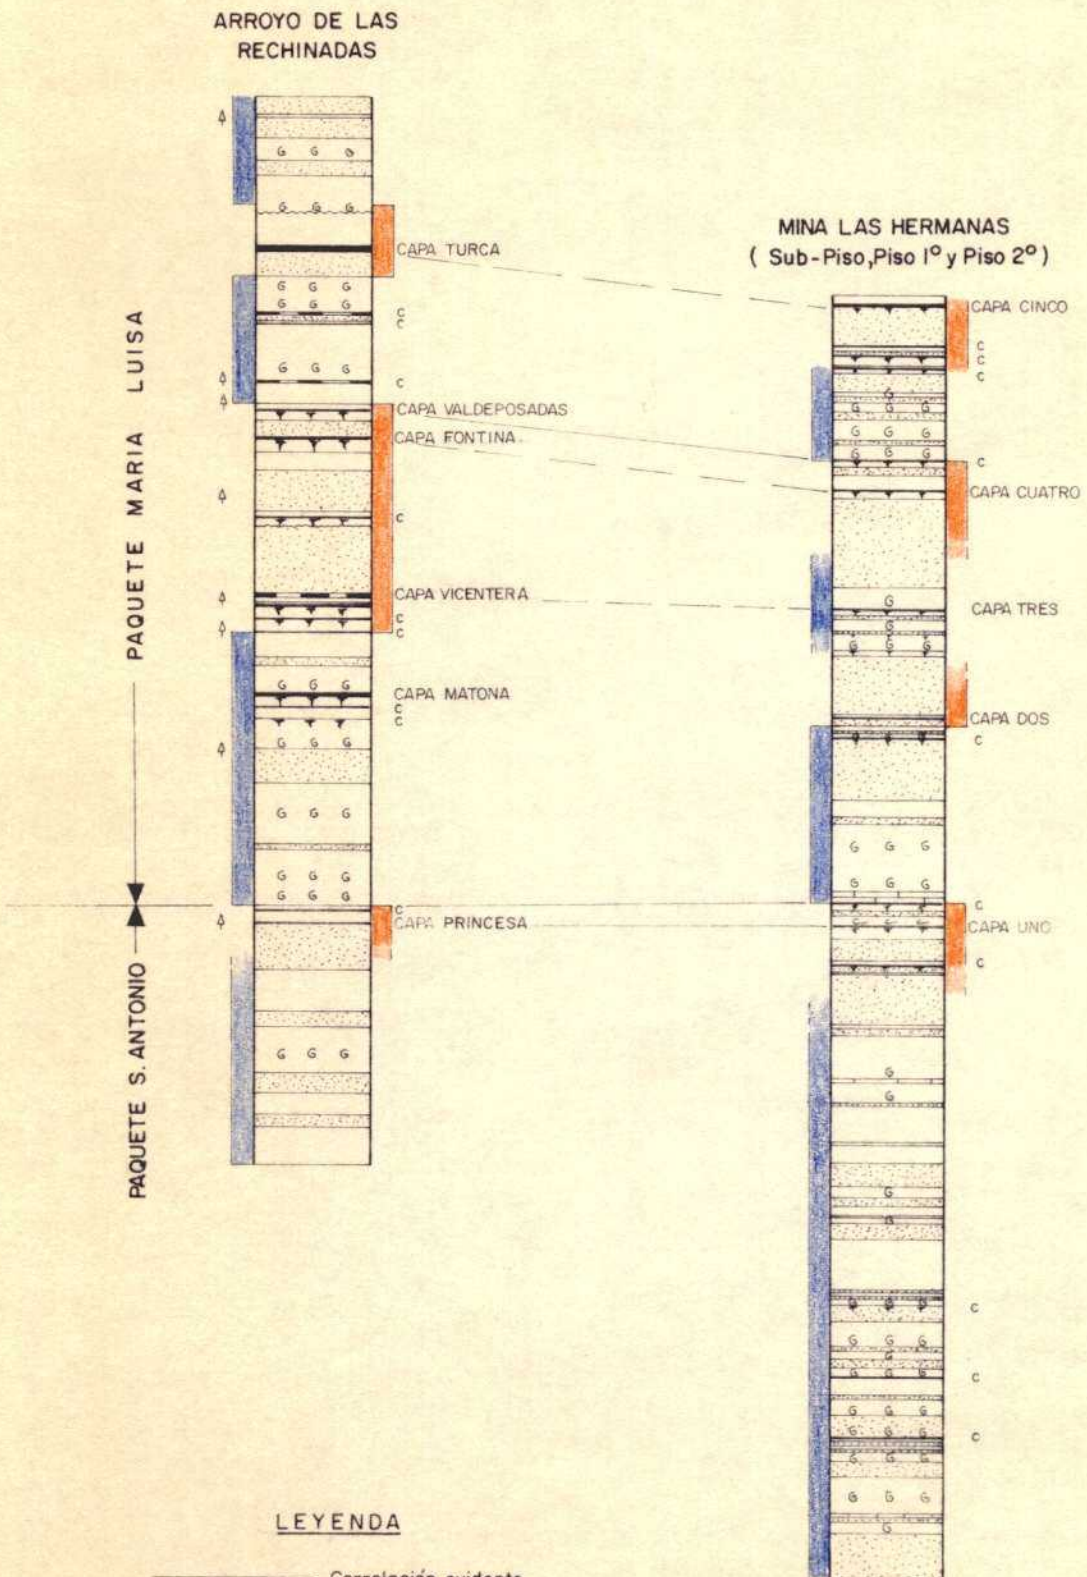 ARROYO DE LAS
RECHINADAS
G G G
G G G
CAPA TURCA
G G G
G G G
C
C
G G G
C
CAPA VALDEPOSADAS
CAPA FONTINA
C
CAPA VICENTERA
C
C
G G G
CAPA MATONA
C
C
G G G
G G G
G G G
G G G
C
CAPA PRINCESA
G G G
PAQUETE MARIA LUISA
PAQUETE S. ANTONIO
MINA LAS HERMANAS
( Sub-Piso, Piso 1º y Piso 2º )
CAPA CINCO
C
C
C
G
G G G
G G G
G G G
C
CAPA CUATRO
G
CAPA TRES
G
G G G
CAPA DOS
C
G G G
G G G
C
CAPA UNO
C
G
G
G
G
C
G G G
G
G G G
C
G G G
G G G
C
G G G
G G G
G
LEYENDA
Correlación evidente